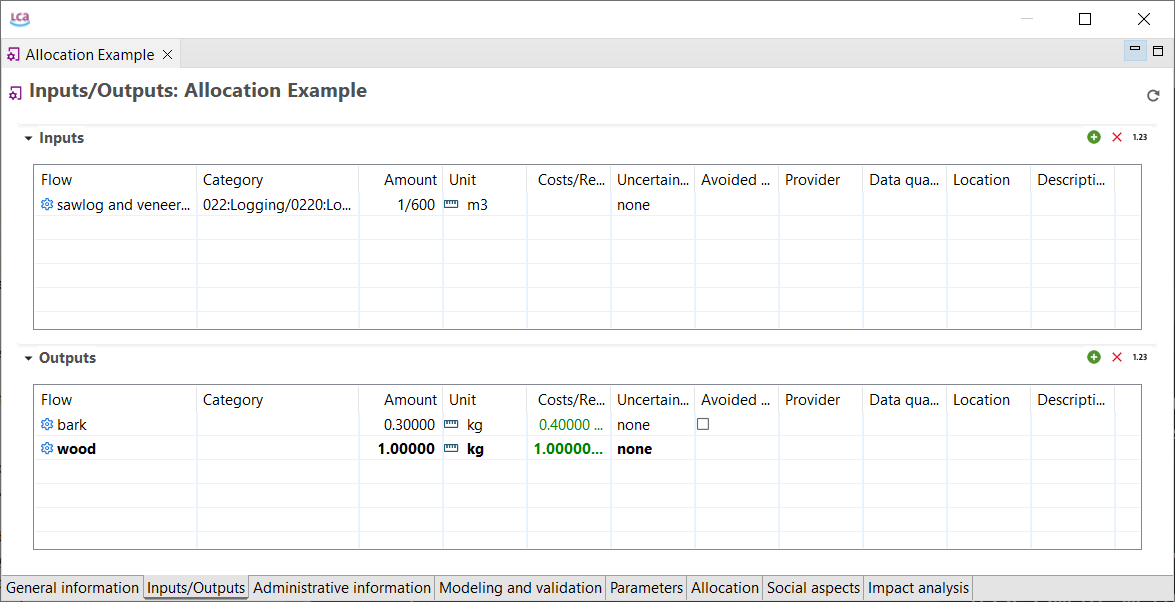 LCA
Allocation Example
Inputs/Outputs: Allocation Example
Inputs
1.23
Flow Category Amount Unit Costs/Re... Uncertain... Avoided ... Provider Data qua... Location Descripti...
sawlog and veneer... 022:Logging/0220:Lo... 1/600 m3 none
Outputs
1.23
Flow Category Amount Unit Costs/Re... Uncertain... Avoided ... Provider Data qua... Location Descripti...
bark 0.30000 kg 0.40000 ... none
wood 1.00000 kg 1.00000... none
General information Inputs/Outputs Administrative information Modeling and validation Parameters Allocation Social aspects Impact analysis